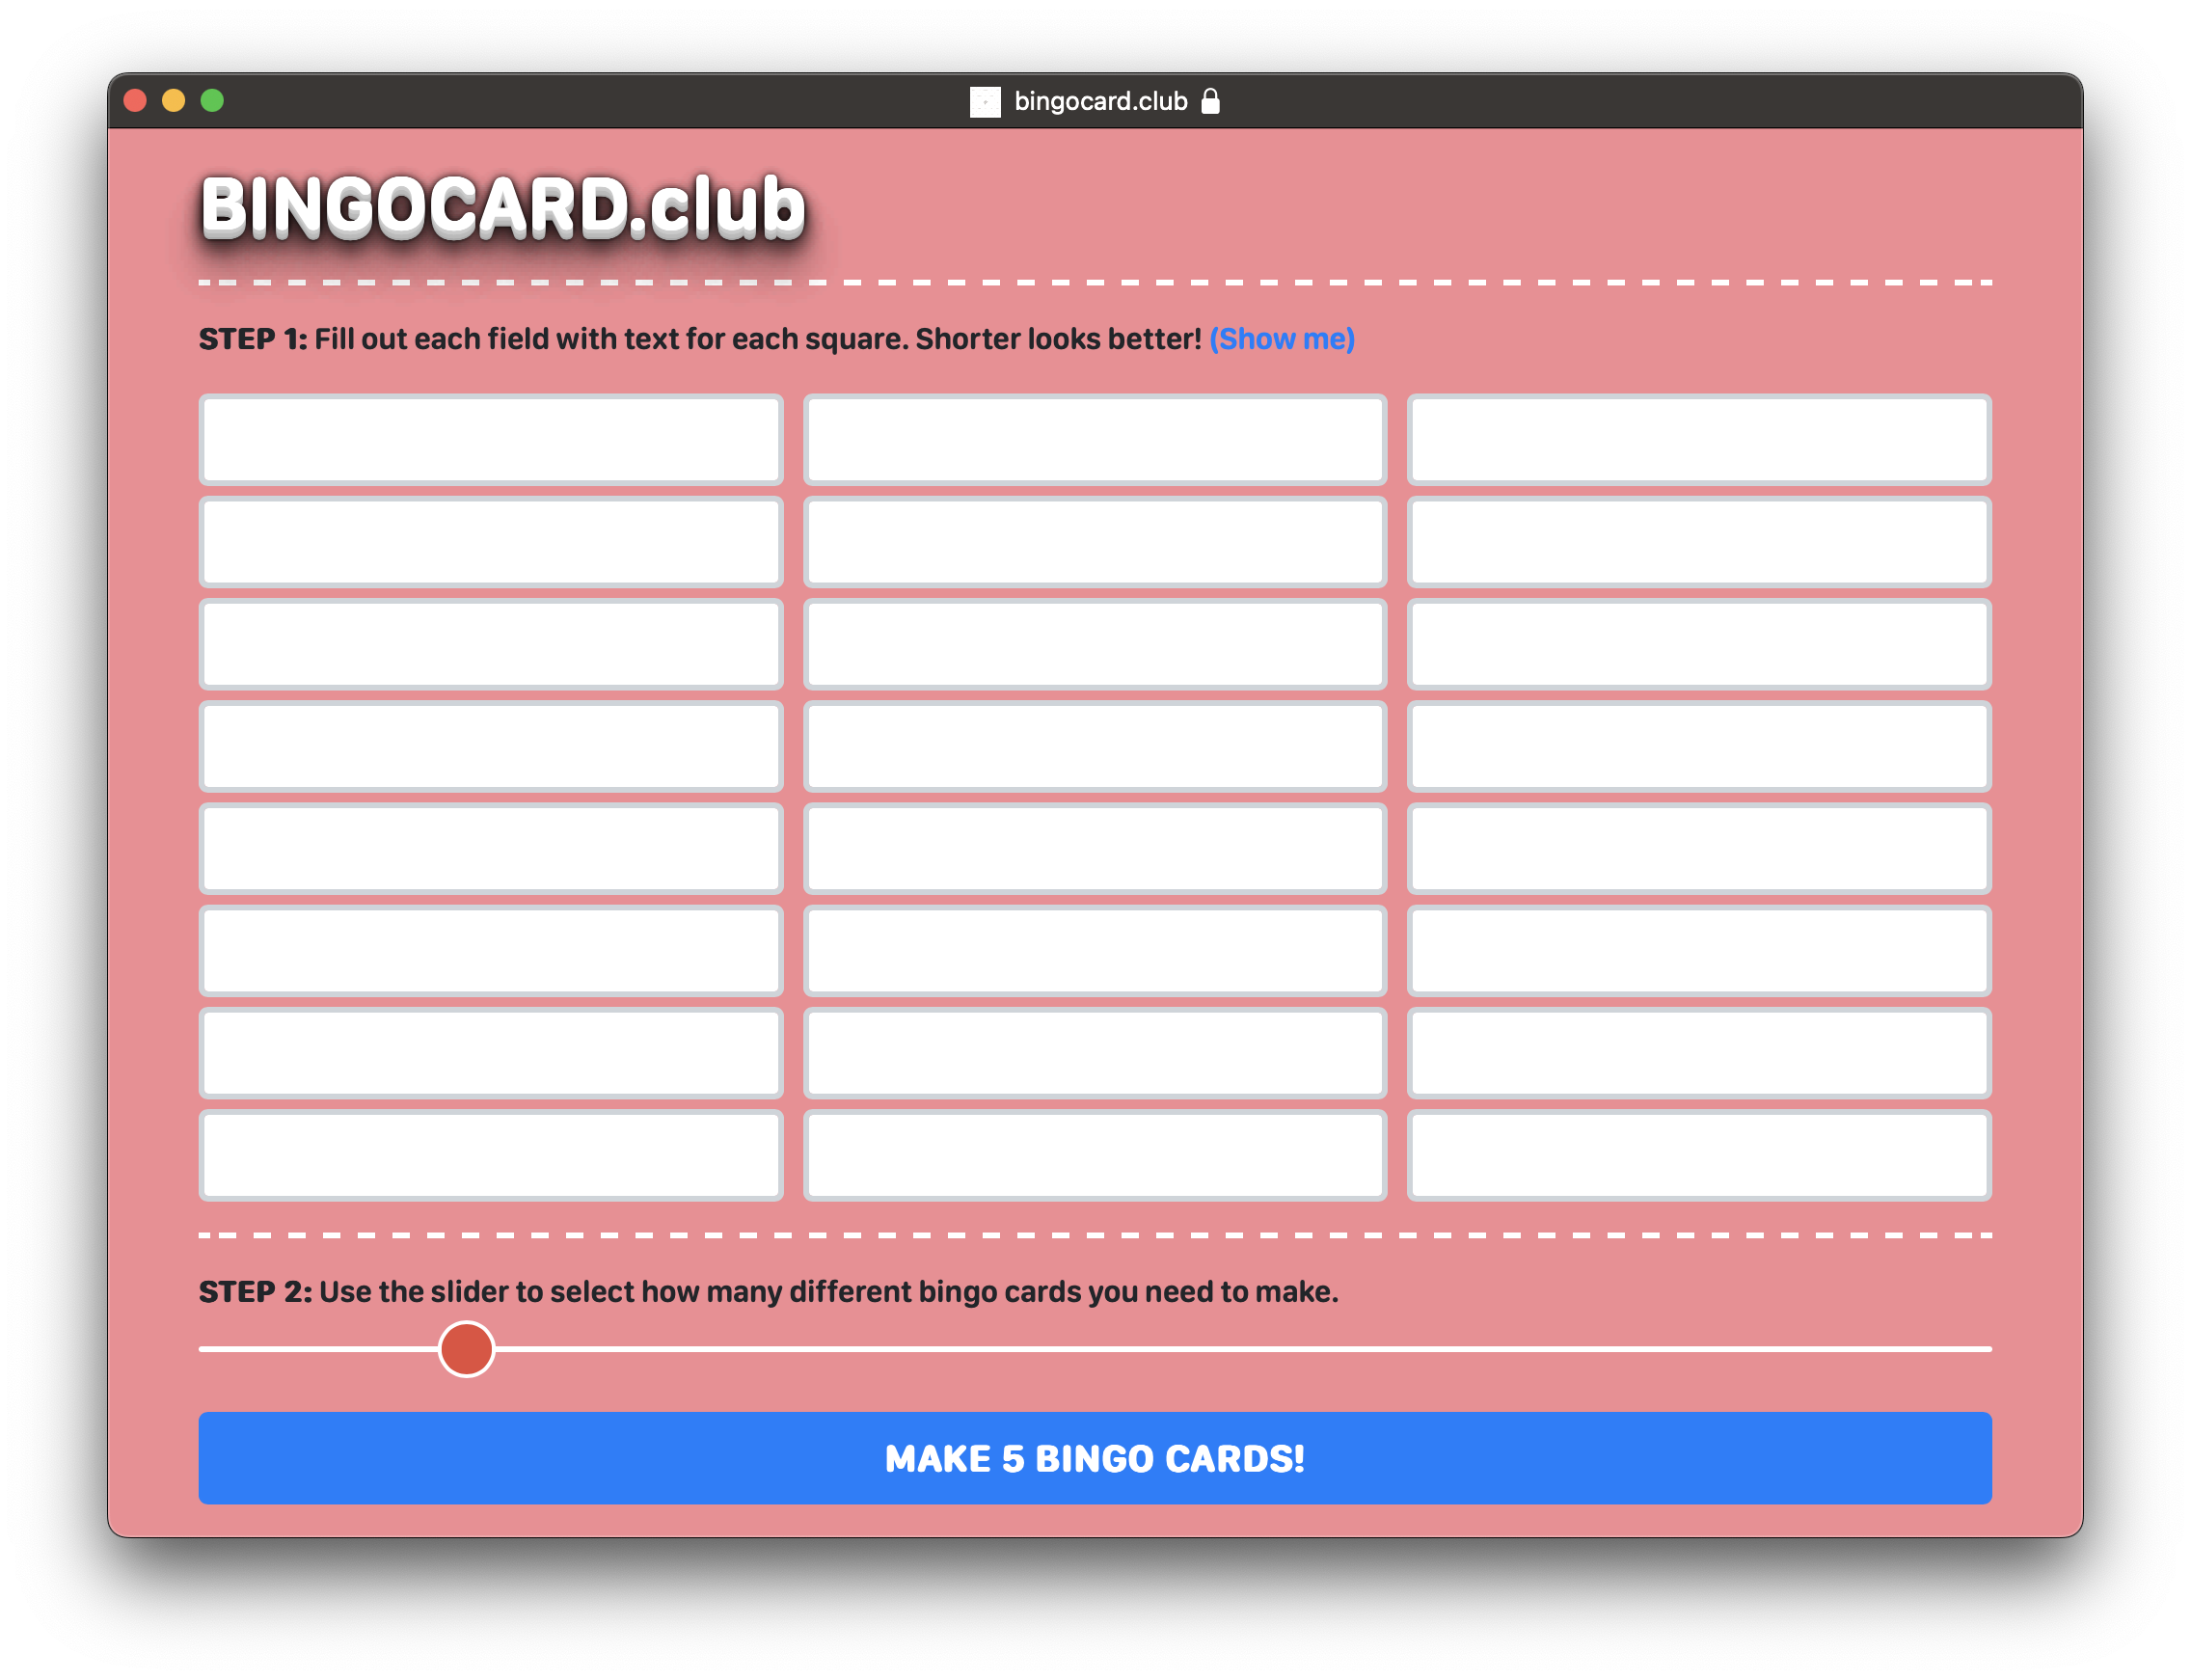 bingocard.club
BINGOCARD.club
STEP 1: Fill out each field with text for each square. Shorter looks better! (Show me)
STEP 2: Use the slider to select how many different bingo cards you need to make.
MAKE 5 BINGO CARDS!